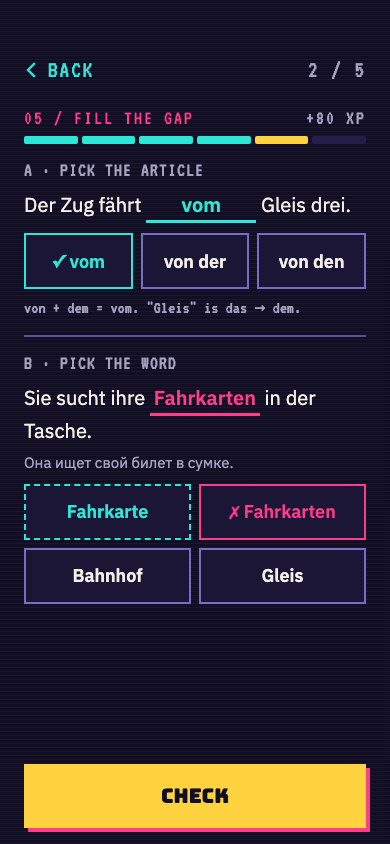 BACK
2 / 5
05 / FILL THE GAP
+80 XP
A · PICK THE ARTICLE
Der Zug fährt vom Gleis drei.
✓ vom
von der
von den
von + dem = vom. "Gleis" is das → dem.
B · PICK THE WORD
Sie sucht ihre Fahrkarten in der
Tasche.
Она ищет свой билет в сумке.
Fahrkarte
✗ Fahrkarten
Bahnhof
Gleis
CHECK